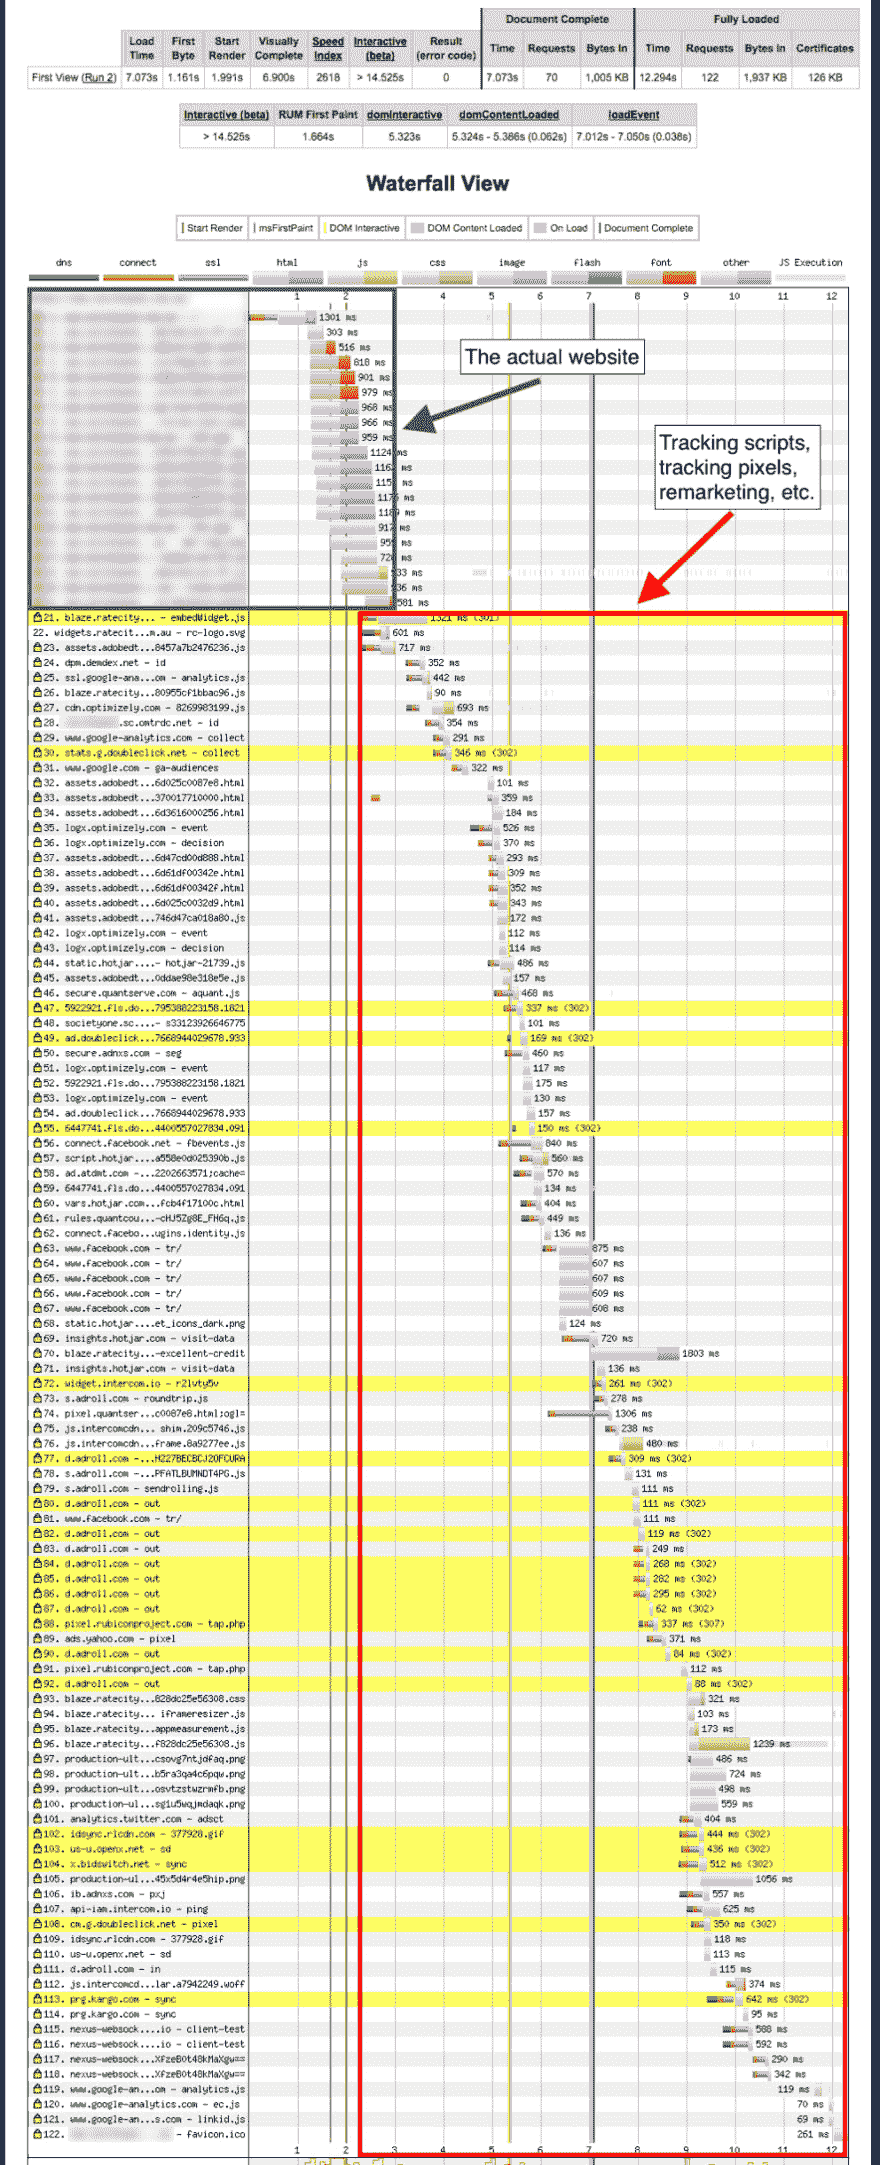 Document Complete Fully Loaded
Load Time First Byte Start Render Visually Complete Speed Index Interactive (beta) Result (error code) Time Requests Bytes In Time Requests Bytes In Certificates
First View (Run 2) 7.073s 1.161s 1.991s 6.900s 2618 > 14.525s 0 7.073s 70 1,005 KB 12.294s 122 1,937 KB 126 KB
Interactive (beta) RUM First Paint domInteractive domContentLoaded loadEvent
> 14.525s 1.664s 5.323s 5.324s - 5.386s (0.062s) 7.012s - 7.050s (0.038s)
Waterfall View
Start Render msFirstPaint DOM Interactive DOM Content Loaded On Load Document Complete
dns connect ssl html js css image flash font other JS Execution
1 2 3 4 5 6 7 8 9 10 11 12
1301 ms
303 ms
516 ms
818 ms
901 ms
979 ms
968 ms
966 ms
959 ms
1124 ms
The actual website
Tracking scripts,
tracking pixels,
remarketing, etc.
581 ms
21. blaze.ratecity... - embedWidget.js 1321 ms (301)
22. widgets.ratecit...m.au - rc-logo.svg 601 ms
23. assets.adobedt...8457a7b2476236.js 717 ms
24. dpm.demdex.net - id 352 ms
25. ssl.google-ana...om - analytics.js 442 ms
26. blaze.ratecity...80955cf1bbac96.js 90 ms
27. cdn.optimizely.com - 8269983199.js 693 ms
28. .sc.omtrdc.net - id 354 ms
29. www.google-analytics.com - collect 291 ms
30. stats.g.doubleclick.net - collect 346 ms (302)
31. www.google.com - ga-audiences 322 ms
32. assets.adobedt...6d025c0087e8.html 101 ms
33. assets.adobedt...370017710000.html 359 ms
34. assets.adobedt...6d3616000256.html 184 ms
35. logx.optimizely.com - event 526 ms
36. logx.optimizely.com - decision 370 ms
37. assets.adobedt...6d47cd00d888.html 293 ms
38. assets.adobedt...6d61df00342e.html 309 ms
39. assets.adobedt...6d61df00342f.html 352 ms
40. assets.adobedt...6d025c0032d9.html 343 ms
41. assets.adobedt...746d47ca018a80.js 172 ms
42. logx.optimizely.com - event 112 ms
43. logx.optimizely.com - decision 114 ms
44. static.hotjar....- hotjar-21739.js 486 ms
45. assets.adobedt...0ddae98e318e5e.js 157 ms
46. secure.quantserve.com - aquant.js 468 ms
47. 5922921.fls.do...795388223158.1821 337 ms (302)
48. societyone.sc....- s33123926646775 101 ms
49. ad.doubleclick...7668944029678.933 169 ms (302)
50. secure.adnxs.com - seg 460 ms
51. logx.optimizely.com - event 117 ms
52. 5922921.fls.do...795388223158.1821 175 ms
53. logx.optimizely.com - event 130 ms
54. ad.doubleclick...7668944029678.933 157 ms
55. 6447741.fls.do...4400557027834.091 150 ms (302)
56. connect.facebook.net - fbevents.js 840 ms
57. script.hotjar....a558e0d025390b.js 560 ms
58. ad.atdmt.com -...2202663571;cache= 570 ms
59. 6447741.fls.do...4400557027834.091 134 ms
60. vars.hotjar.com...fcb4f17100c.html 404 ms
61. rules.quantcou...-cHJ5Zg8E_FH6q.js 449 ms
62. connect.facebo...ugins.identity.js 136 ms
63. www.facebook.com - tr/ 875 ms
64. www.facebook.com - tr/ 607 ms
65. www.facebook.com - tr/ 607 ms
66. www.facebook.com - tr/ 609 ms
67. www.facebook.com - tr/ 608 ms
68. static.hotjar....et_icons_dark.png 124 ms
69. insights.hotjar.com - visit-data 720 ms
70. blaze.ratecity...-excellent-credit 1803 ms
71. insights.hotjar.com - visit-data 136 ms
72. widget.intercom.io - r2lvty5v 261 ms (302)
73. s.adroll.com - roundtrip.js 278 ms
74. pixel.quantser...c0087e8.html;ogl= 1306 ms
75. js.intercomcdn... shim.209c5746.js 238 ms
76. js.intercomcdn...frame.8a9277ee.js 480 ms
77. d.adroll.com -... 309 ms (302)
78. s.adroll.com -...PFATLBUMNDT4PG.js 131 ms
79. s.adroll.com - sendrolling.js 111 ms
80. d.adroll.com - out 111 ms (302)
81. www.facebook.com - tr/ 111 ms
82. d.adroll.com - out 119 ms (302)
83. d.adroll.com - out 249 ms
84. d.adroll.com - out 268 ms (302)
85. d.adroll.com - out 282 ms (302)
86. d.adroll.com - out 295 ms (302)
87. d.adroll.com - out 62 ms (302)
88. pixel.rubiconproject.com - tap.php 337 ms (307)
89. ads.yahoo.com - pixel 371 ms
90. d.adroll.com - out 84 ms (302)
91. pixel.rubiconproject.com - tap.php 112 ms
92. d.adroll.com - out 88 ms (302)
93. blaze.ratecity...828dc25e56308.css 321 ms
94. blaze.ratecity... iframeresizer.js 103 ms
95. blaze.ratecity...appmeasurement.js 173 ms
96. blaze.ratecity...f828dc25e56308.js 1239 ms
97. production-ult...csovg7ntjdfaq.png 486 ms
98. production-ult...b5ra3qa4c6pqw.png 724 ms
99. production-ult...osvtzstwzrmfb.png 498 ms
100. production-ul...sg1u5wqjmdaqk.png 559 ms
101. analytics.twitter.com - adsct 404 ms
102. idsync.rlcdn.com - 377928.gif 444 ms (302)
103. us-u.openx.net - sd 436 ms (302)
104. x.bidswitch.net - sync 512 ms (302)
105. production-ul...45x5d4r4e5hip.png 1056 ms
106. ib.adnxs.com - pxj 557 ms
107. api-iam.intercom.io - ping 625 ms
108. cm.g.doubleclick.net - pixel 350 ms (302)
109. idsync.rlcdn.com - 377928.gif 118 ms
110. us-u.openx.net - sd 113 ms
111. d.adroll.com - in 115 ms
112. js.intercomcd...lar.a7942249.woff 374 ms
113. prg.kargo.com - sync 642 ms (302)
114. prg.kargo.com - sync 95 ms
115. nexus-websock....io - client-test 588 ms
116. nexus-websock....io - client-test 592 ms
117. nexus-websock...XfzeB0t48kMaXgw== 290 ms
118. nexus-websock...XfzeB0t48kMaXgw== 342 ms
119. www.google-an...om - analytics.js 119 ms
120. www.google-analytics.com - ec.js 70 ms
121. www.google-an...s.com - linkid.js 69 ms
122. - favicon.ico 261 ms
1 2 3 4 5 6 7 8 9 10 11 12